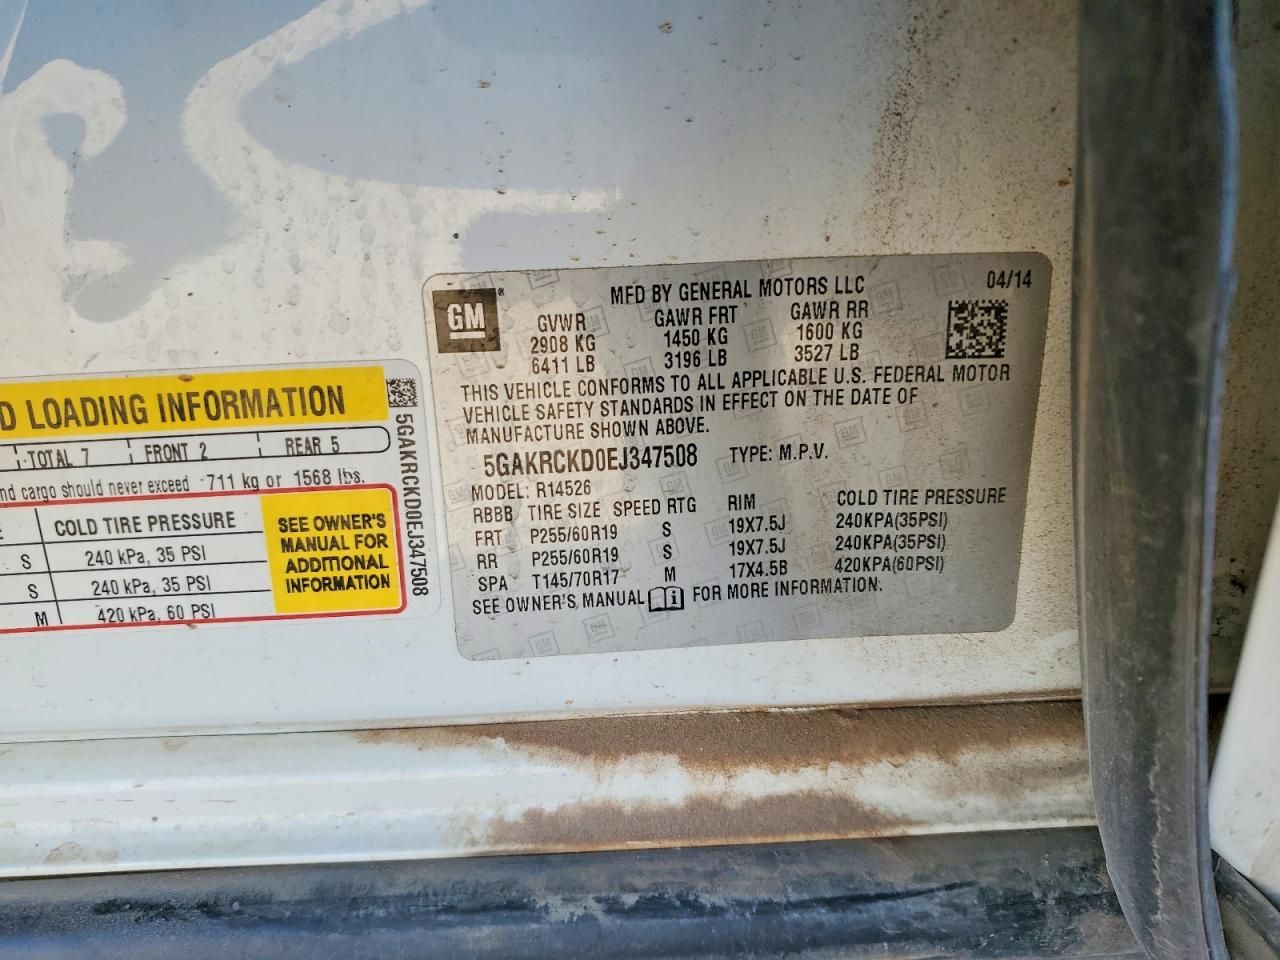 GM
MFD BY GENERAL MOTORS LLC
04/14
GVWR GAWR FRT GAWR RR
2908 KG 1450 KG 1600 KG
6411 LB 3196 LB 3527 LB
THIS VEHICLE CONFORMS TO ALL APPLICABLE U.S. FEDERAL MOTOR
VEHICLE SAFETY STANDARDS IN EFFECT ON THE DATE OF
MANUFACTURE SHOWN ABOVE.
5GAKRCKD0EJ347508 TYPE: M.P.V.
MODEL: R14526
RBBB TIRE SIZE SPEED RTG RIM COLD TIRE PRESSURE
FRT P255/60R19 S 19X7.5J 240KPA(35PSI)
RR P255/60R19 S 19X7.5J 240KPA(35PSI)
SPA T145/70R17 M 17X4.5B 420KPA(60PSI)
SEE OWNER'S MANUAL FOR MORE INFORMATION.
D LOADING INFORMATION
TOTAL 7 FRONT 2 REAR 5
nd cargo should never exceed 711 kg or 1568 lbs.
E COLD TIRE PRESSURE
S 240 kPa, 35 PSI
S 240 kPa, 35 PSI
M 420 kPa, 60 PSI
SEE OWNER'S
MANUAL FOR
ADDITIONAL
INFORMATION
5GAKRCKD0EJ347508